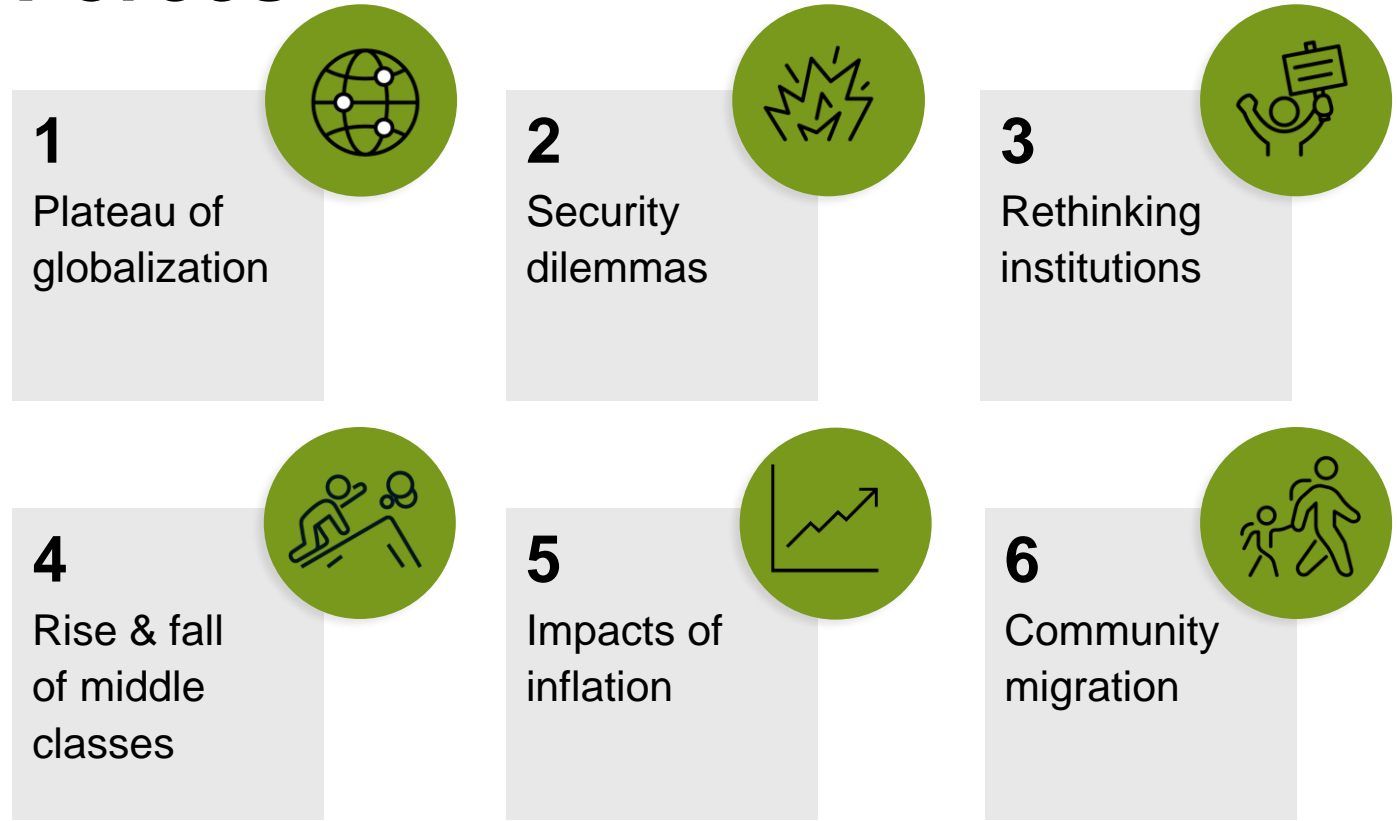 1
Plateau of
globalization
2
Security
dilemmas
3
Rethinking
institutions
4
Rise & fall
of middle
classes
5
Impacts of
inflation
6
Community
migration